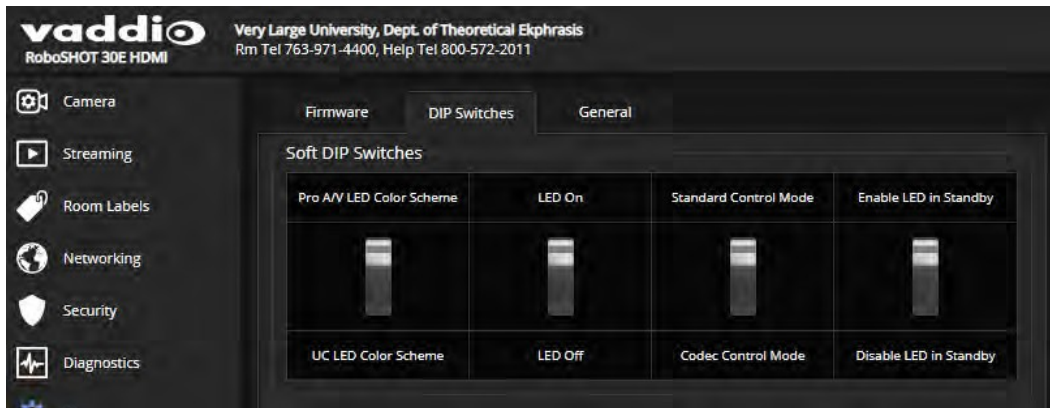 vaddio
RoboSHOT 30E HDMI
Very Large University, Dept. of Theoretical Ekphrasis
Rm Tel 763-971-4400, Help Tel 800-572-2011
Camera
Streaming
Room Labels
Networking
Security
Diagnostics
Firmware DIP Switches General
Soft DIP Switches
Pro A/V LED Color Scheme LED On Standard Control Mode Enable LED in Standby
UC LED Color Scheme LED Off Codec Control Mode Disable LED in Standby